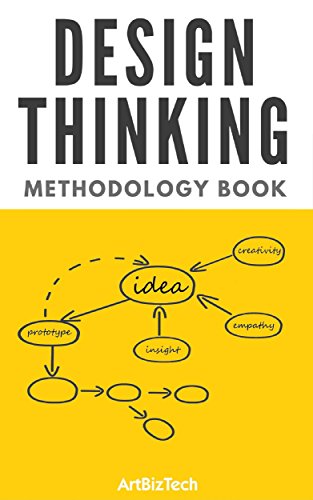 DESIGN
THINKING
METHODOLOGY BOOK
creativity
idea
prototype
empathy
insight
ArtBizTech